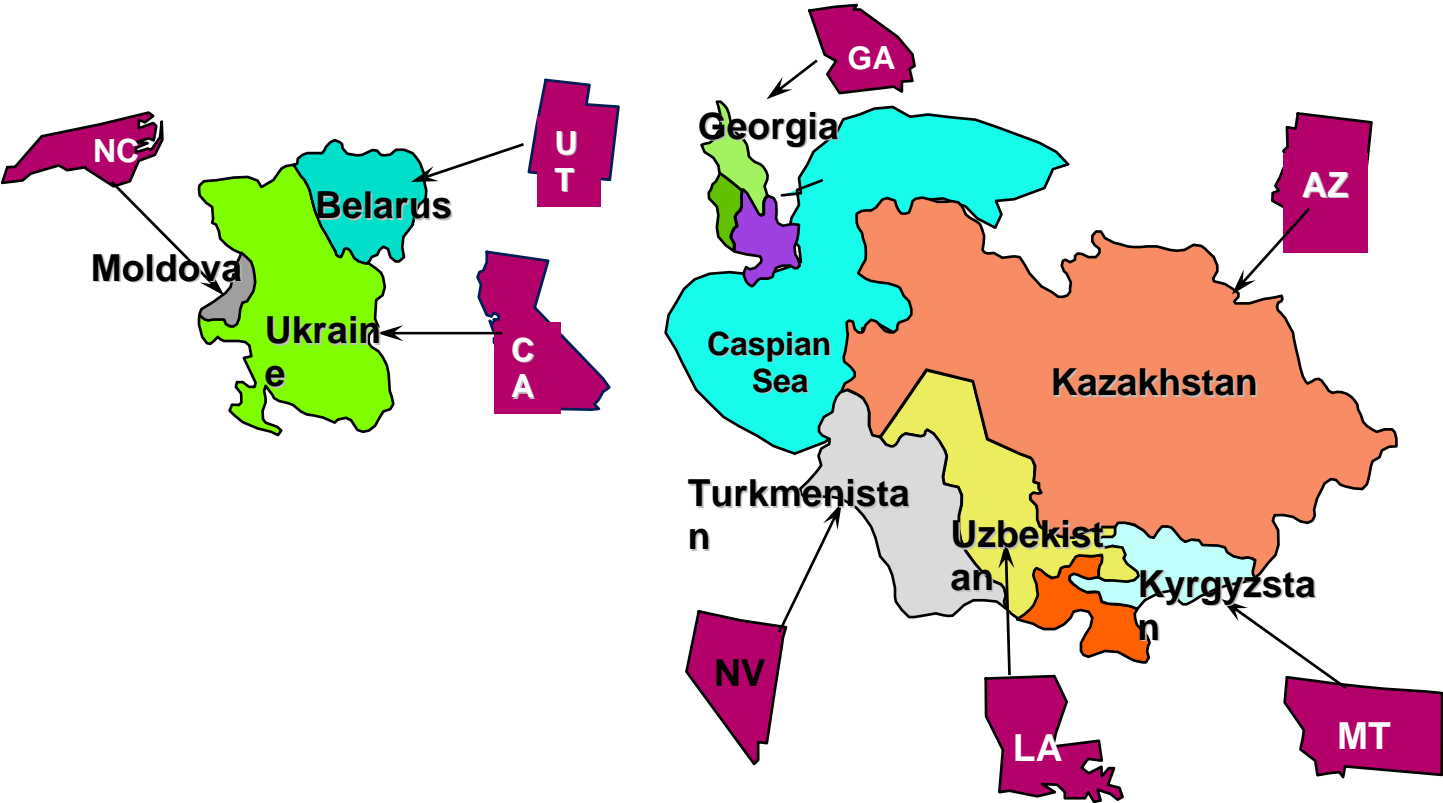 GA
Georgia
NC
U
T
AZ
Belarus
Moldova
Ukrain
e
C
A
Caspian
Sea
Kazakhstan
Turkmenista
n
Uzbekist
an
Kyrgyzsta
n
NV
LA
MT